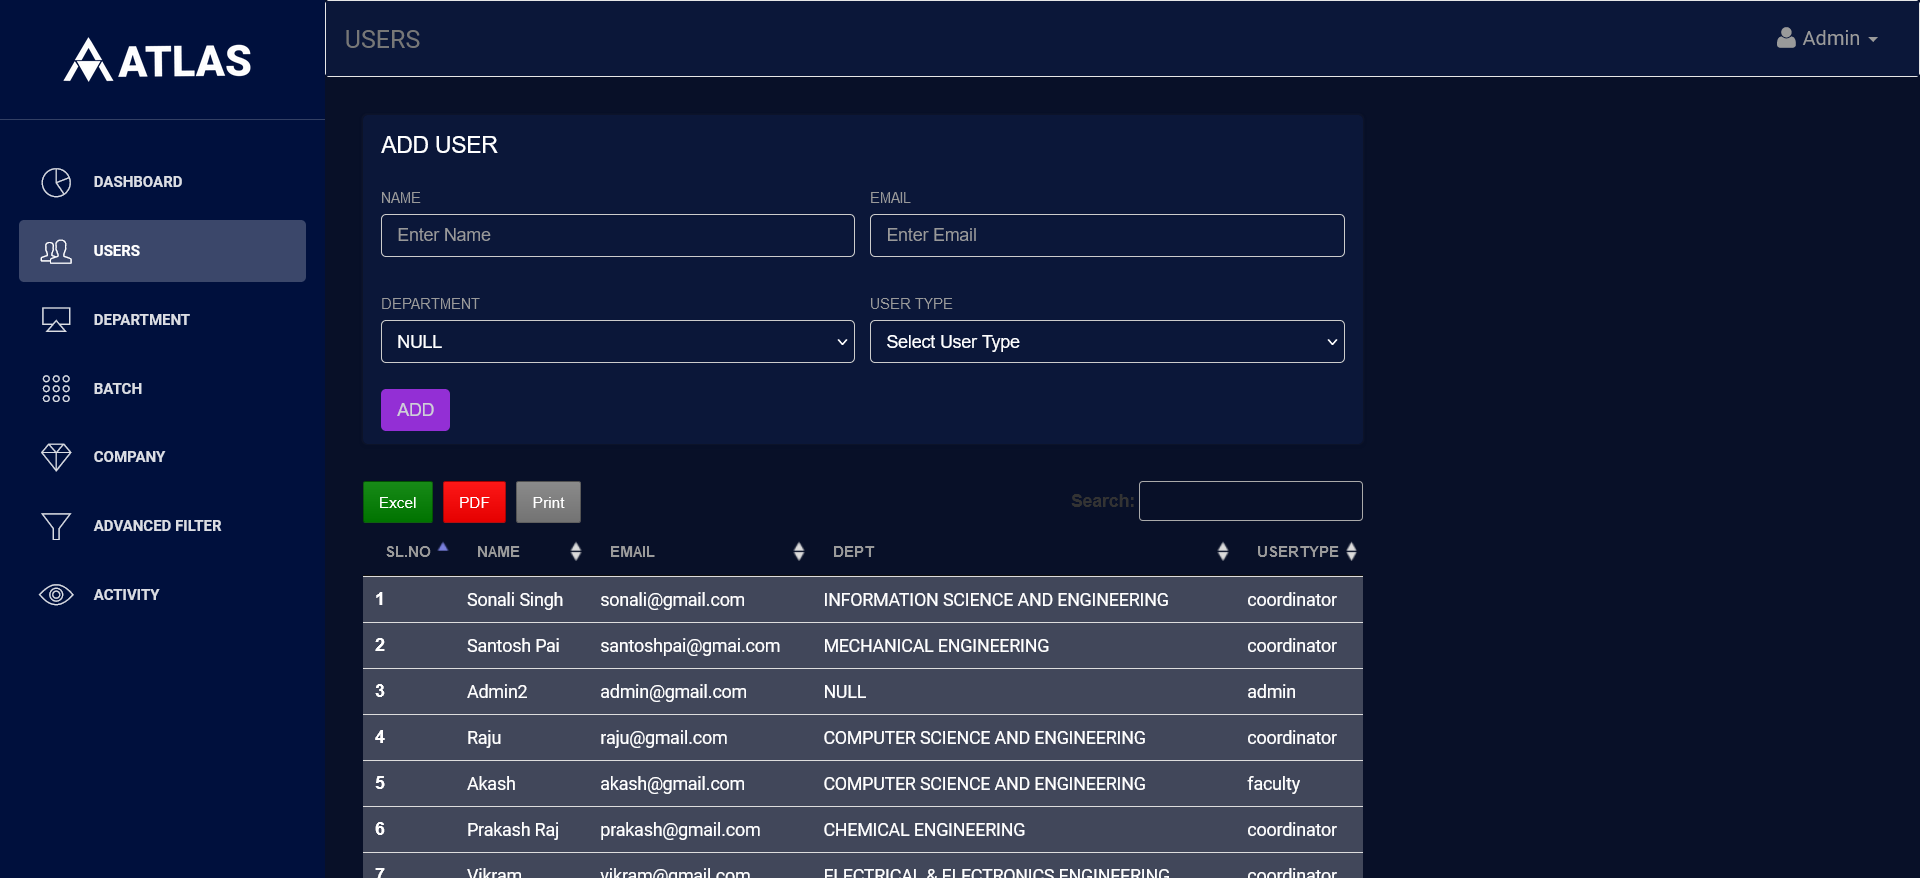 ATLAS
USERS
Admin
DASHBOARD
USERS
DEPARTMENT
BATCH
COMPANY
ADVANCED FILTER
ACTIVITY
ADD USER
NAME EMAIL
Enter Name Enter Email
DEPARTMENT USER TYPE
NULL Select User Type
ADD
Excel PDF Print Search:
SL.NO NAME EMAIL DEPT USERTYPE
1 Sonali Singh sonali@gmail.com INFORMATION SCIENCE AND ENGINEERING coordinator
2 Santosh Pai santoshpai@gmai.com MECHANICAL ENGINEERING coordinator
3 Admin2 admin@gmail.com NULL admin
4 Raju raju@gmail.com COMPUTER SCIENCE AND ENGINEERING coordinator
5 Akash akash@gmail.com COMPUTER SCIENCE AND ENGINEERING faculty
6 Prakash Raj prakash@gmail.com CHEMICAL ENGINEERING coordinator
7 Vikram vikram@gmail.com ELECTRICAL & ELECTRONICS ENGINEERING coordinator